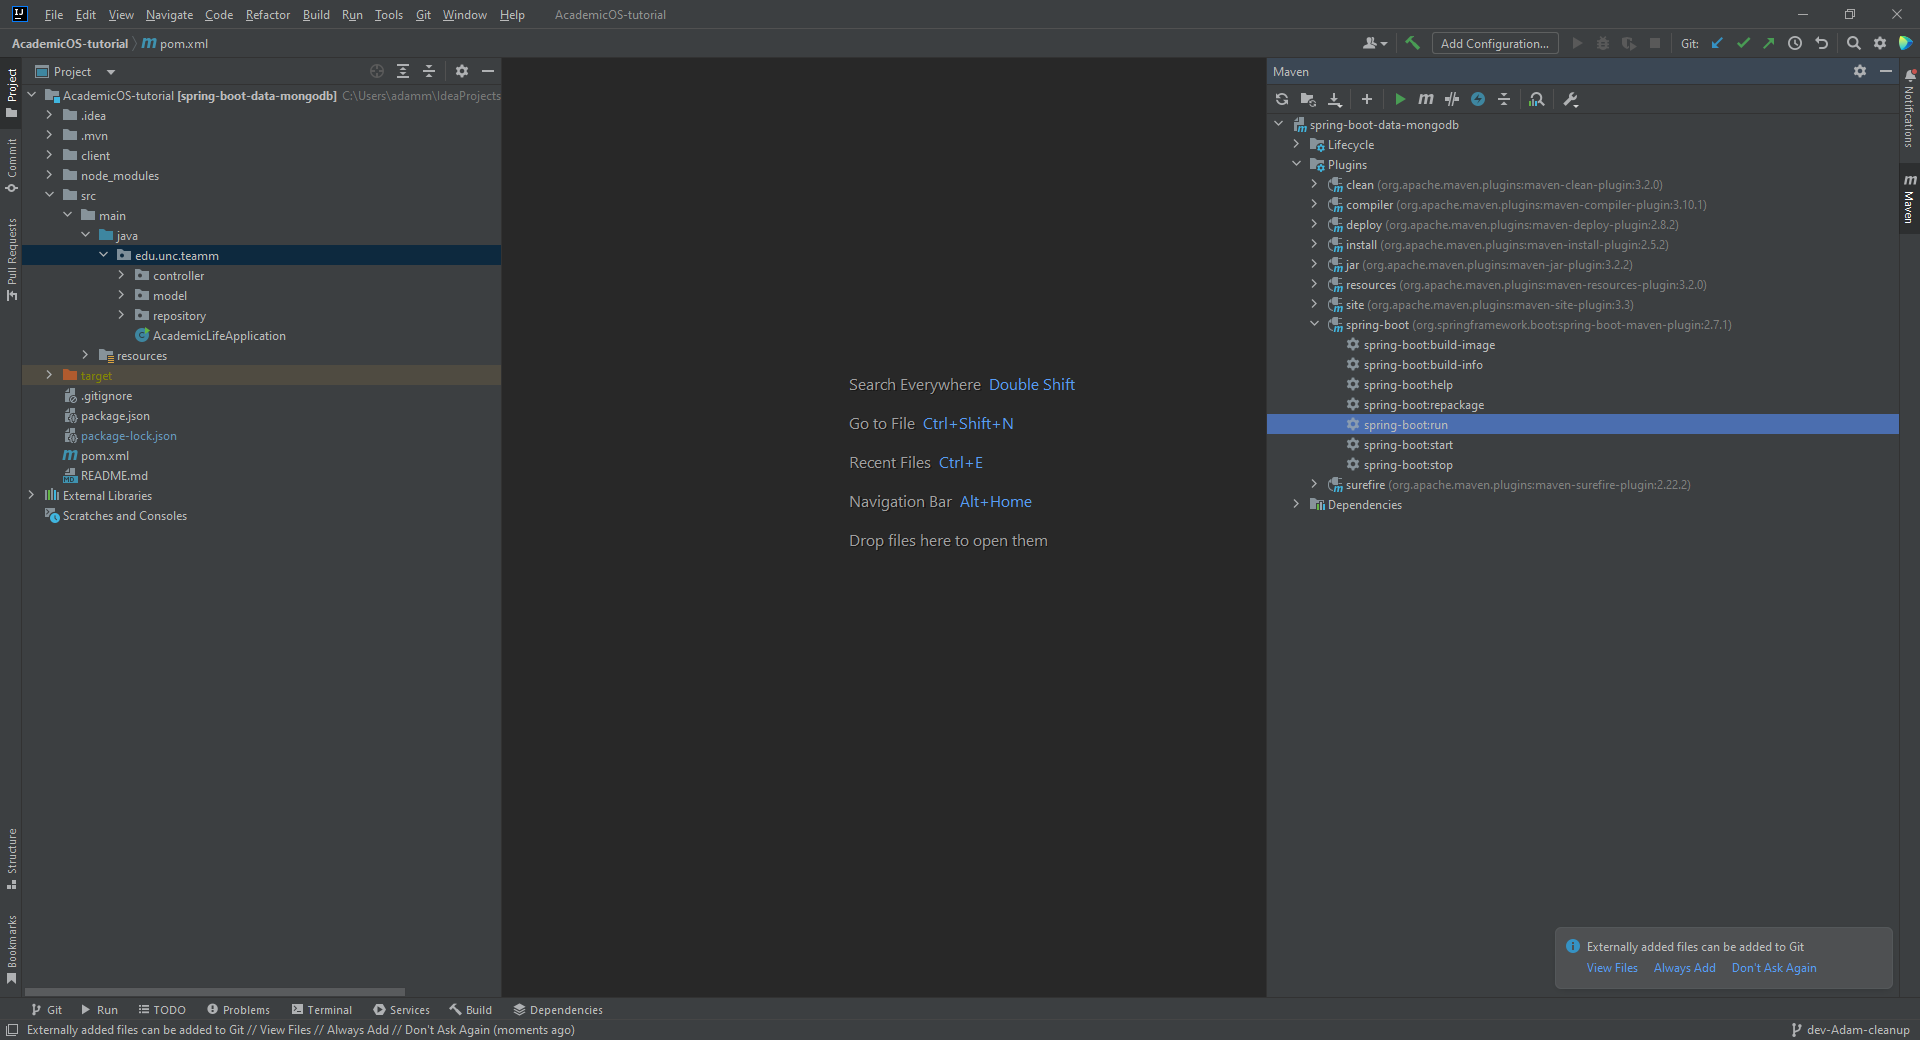 File Edit View Navigate Code Refactor Build Run Tools Git Window Help AcademicOS-tutorial
AcademicOS-tutorial pom.xml
Add Configuration...
Git:
Project
Commit
Pull Requests
Structure
Bookmarks
Project
AcademicOS-tutorial [spring-boot-data-mongodb] C:\Users\adamm\IdeaProjects
.idea
.mvn
client
node_modules
src
main
java
edu.unc.teamm
controller
model
repository
AcademicLifeApplication
resources
target
.gitignore
package.json
package-lock.json
pom.xml
README.md
External Libraries
Scratches and Consoles
Search Everywhere Double Shift
Go to File Ctrl+Shift+N
Recent Files Ctrl+E
Navigation Bar Alt+Home
Drop files here to open them
Maven
spring-boot-data-mongodb
Lifecycle
Plugins
clean (org.apache.maven.plugins:maven-clean-plugin:3.2.0)
compiler (org.apache.maven.plugins:maven-compiler-plugin:3.10.1)
deploy (org.apache.maven.plugins:maven-deploy-plugin:2.8.2)
install (org.apache.maven.plugins:maven-install-plugin:2.5.2)
jar (org.apache.maven.plugins:maven-jar-plugin:3.2.2)
resources (org.apache.maven.plugins:maven-resources-plugin:3.2.0)
site (org.apache.maven.plugins:maven-site-plugin:3.3)
spring-boot (org.springframework.boot:spring-boot-maven-plugin:2.7.1)
spring-boot:build-image
spring-boot:build-info
spring-boot:help
spring-boot:repackage
spring-boot:run
spring-boot:start
spring-boot:stop
surefire (org.apache.maven.plugins:maven-surefire-plugin:2.22.2)
Dependencies
Notifications
Maven
Externally added files can be added to Git
View Files Always Add Don't Ask Again
Git Run TODO Problems Terminal Services Build Dependencies
Externally added files can be added to Git // View Files // Always Add // Don't Ask Again (moments ago)
dev-Adam-cleanup